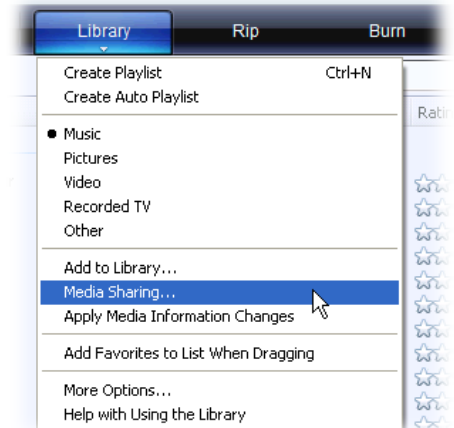 Library Rip Burn
Create Playlist Ctrl+N
Create Auto Playlist
Music
Pictures
Video
Recorded TV
Other
Add to Library...
Media Sharing...
Apply Media Information Changes
Add Favorites to List When Dragging
More Options...
Help with Using the Library